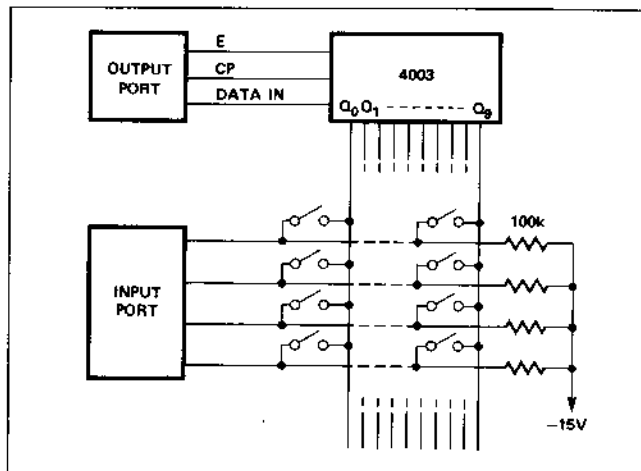 OUTPUT
PORT
E
CP
DATA IN
4003
Q0 Q1 Q9
INPUT
PORT
100k
−15V